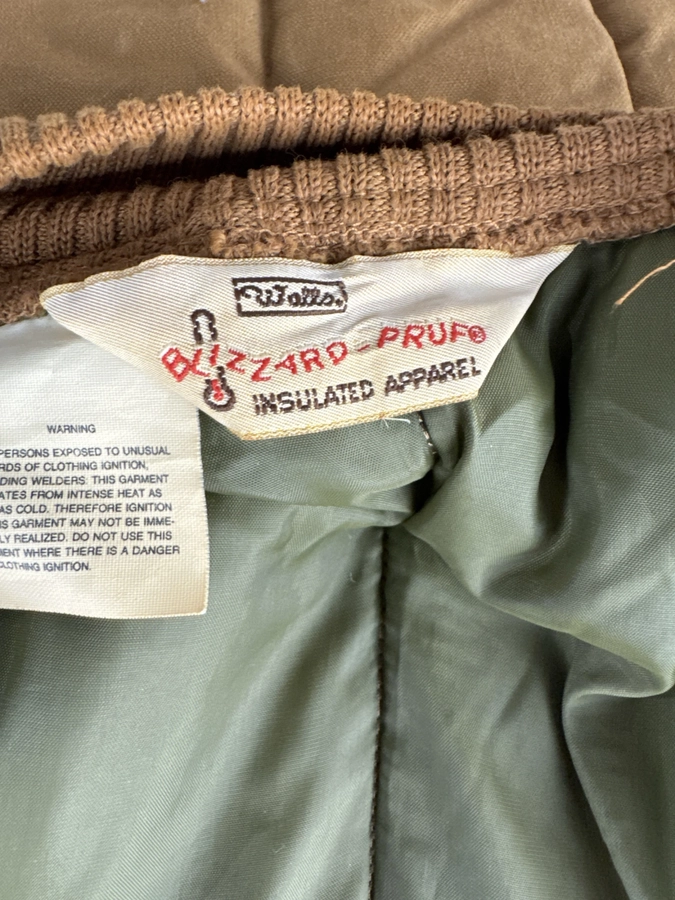 Walls.
BLIZZARD-PRUF®
INSULATED APPAREL
WARNING
PERSONS EXPOSED TO UNUSUAL
RDS OF CLOTHING IGNITION,
DING WELDERS. THIS GARMENT
ATES FROM INTENSE HEAT AS
AS COLD. THEREFORE IGNITION
IS GARMENT MAY NOT BE IMME-
LY REALIZED. DO NOT USE THIS
ENT WHERE THERE IS A DANGER
CLOTHING IGNITION.